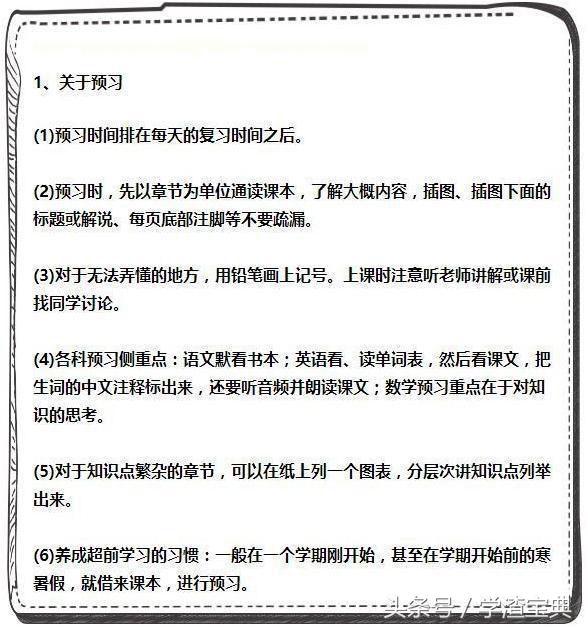 1、关于预习
(1)预习时间排在每天的复习时间之后。
(2)预习时，先以章节为单位通读课本，了解大概内容，插图、插图下面的
标题或解说、每页底部注脚等不要疏漏。
(3)对于无法弄懂的地方，用铅笔画上记号。上课时注意听老师讲解或课前
找同学讨论。
(4)各科预习侧重点：语文默看书本；英语看、读单词表，然后看课文，把
生词的中文注释标出来，还要听音频并朗读课文；数学预习重点在于对知
识的思考。
(5)对于知识点繁杂的章节，可以在纸上列一个图表，分层次讲知识点列举
出来。
(6)养成超前学习的习惯：一般在一个学期刚开始，甚至在学期开始前的寒
暑假，就借来课本，进行预习。
头条号／学渣宝典